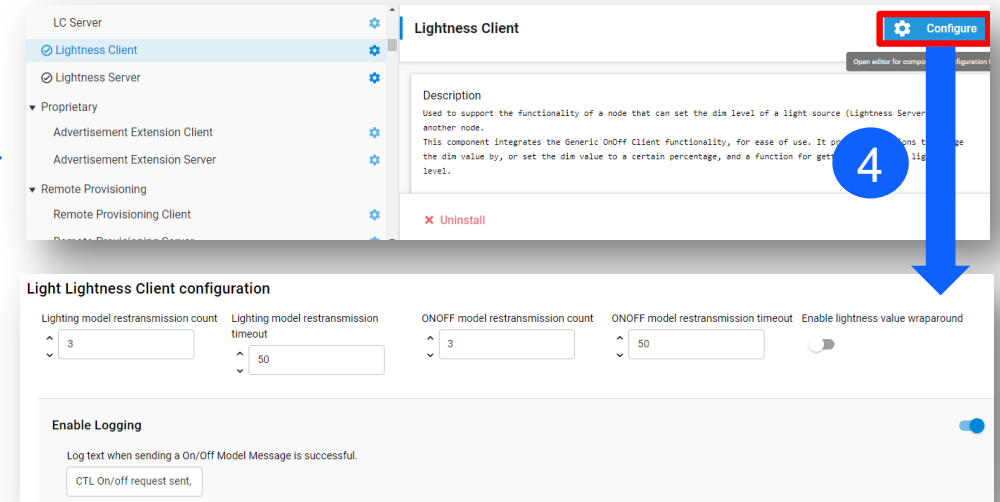 LC Server
Lightness Client
Lightness Server
Proprietary
Advertisement Extension Client
Advertisement Extension Server
Remote Provisioning
Remote Provisioning Client
Remote Provisioning Server
Lightness Client
Configure
Open editor for
Description
Used to support the functionality of a node that can set the dim level of a light source (Lightness Serve
another node.
This component integrates the Generic OnOff Client functionality, for ease of use. It
the dim value by, or set the dim value to a certain percentage, and a function for
level.
4
Uninstall
Light Lightness Client configuration
Lighting model restransmission count
3
Lighting model restransmission
timeout
50
ONOFF model restransmission count
3
ONOFF model restransmission timeout
50
Enable lightness value wraparound
Enable Logging
Log text when sending a On/Off Model Message is successful.
CTL On/off request sent,